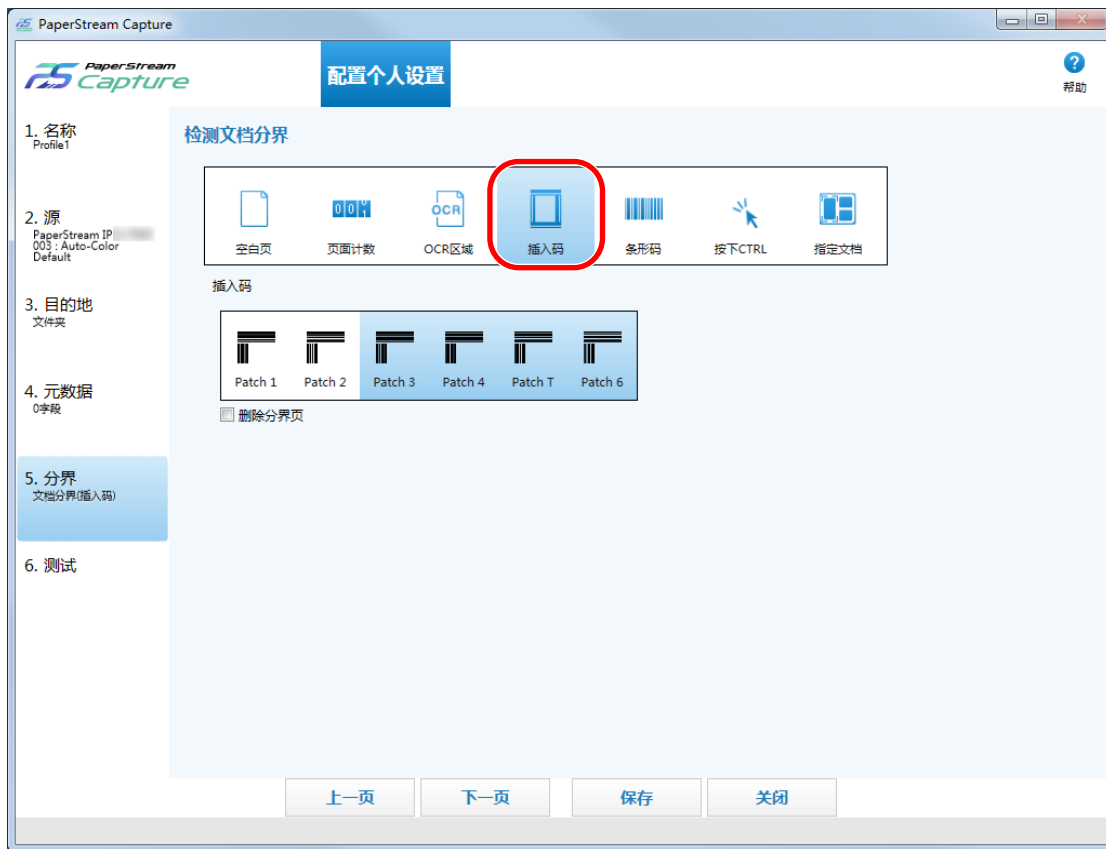 PaperStream Capture
PaperStream
Capture
配置个人设置
帮助
1. 名称
Profile1
2. 源
PaperStream IP
003 : Auto-Color
Default
3. 目的地
文件夹
4. 元数据
0字段
5. 分界
文档分界(插入码)
6. 测试
检测文档分界
空白页
页面计数
OCR
OCR区域
插入码
条形码
按下CTRL
指定文档
插入码
Patch 1
Patch 2
Patch 3
Patch 4
Patch T
Patch 6
删除分界页
上一页
下一页
保存
关闭